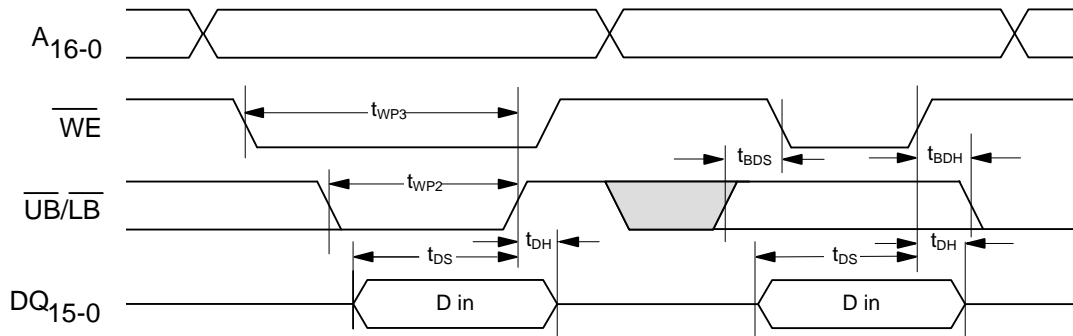 A16-0
WE
tWP3
tBDS
tBDH
UB/LB
tWP2
tDH
tDH
tDS
tDS
DQ15-0
D in
D in